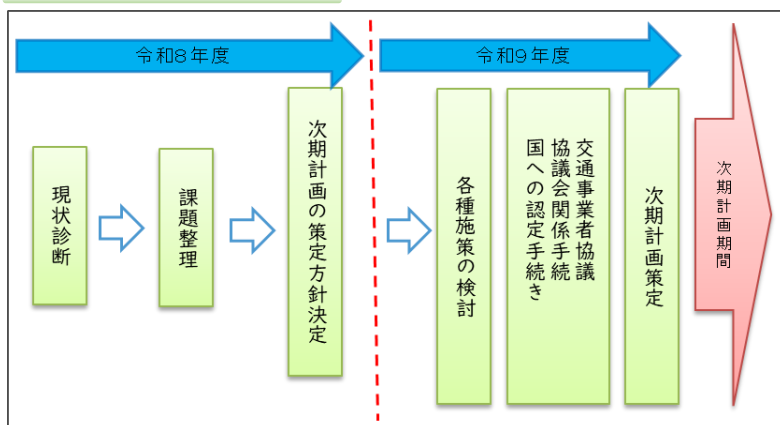 令和8年度
令和9年度
現状診断
課題整理
次期計画の策定方針決定
各種施策の検討
交通事業者協議
協議会関係手続
国への認定手続き
次期計画策定
次期計画期間